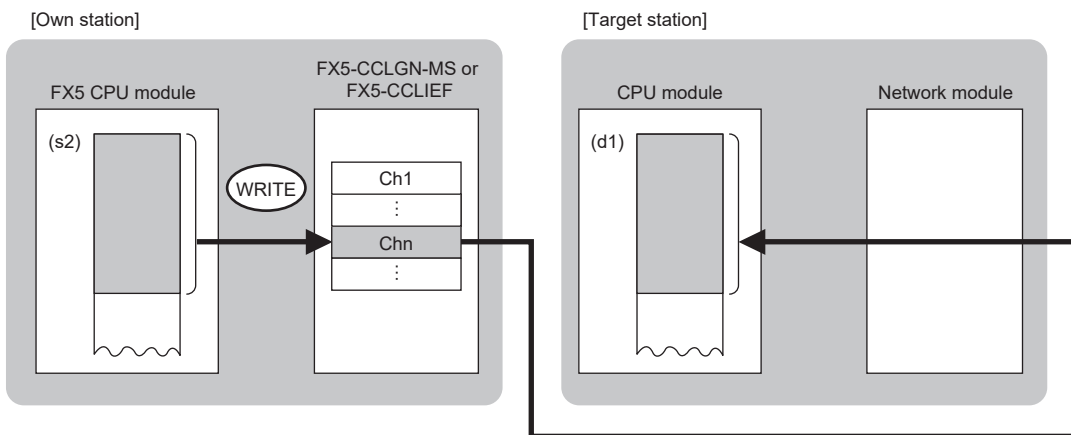 [Own station]
FX5 CPU module
(s2)
WRITE
FX5-CCLGN-MS or
FX5-CCLIEF
Ch1
⋮
Chn
⋮
[Target station]
CPU module
(d1)
Network module